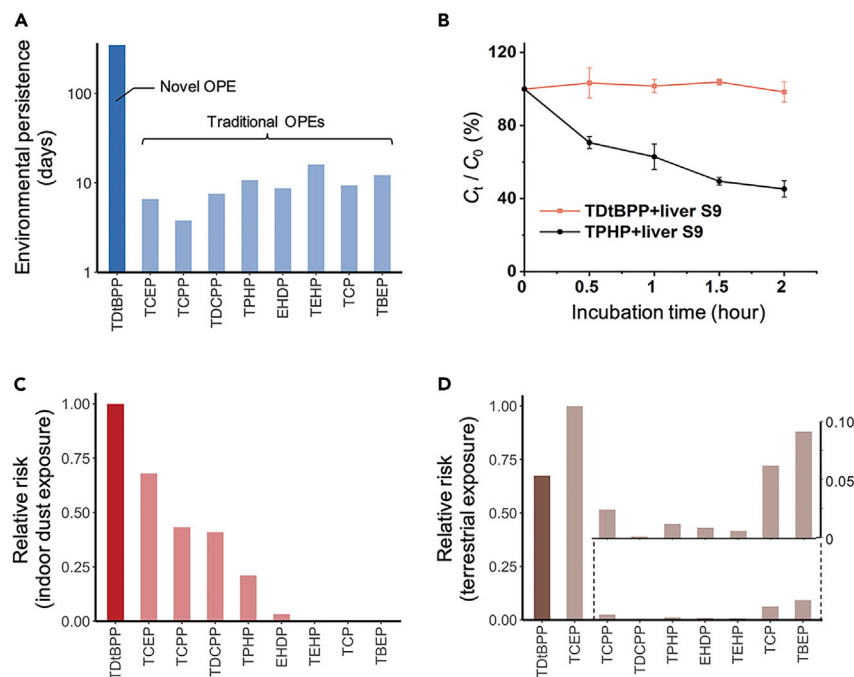 A
Environmental persistence
(days)
100
10
1
Novel OPE
Traditional OPEs
TDtBPP
TCEP
TCPP
TDCPP
TPHP
EHDP
TEHP
TCP
TBEP
B
Ct / C0 (%)
120
80
40
0
TDtBPP+liver S9
TPHP+liver S9
0
0.5
1
1.5
2
Incubation time (hour)
C
Relative risk
(indoor dust exposure)
1.00
0.75
0.50
0.25
0.00
TDtBPP
TCEP
TCPP
TDCPP
TPHP
EHDP
TEHP
TCP
TBEP
D
Relative risk
(terrestrial exposure)
1.00
0.75
0.50
0.25
0.00
0.10
0.05
0
TDtBPP
TCEP
TCPP
TDCPP
TPHP
EHDP
TEHP
TCP
TBEP